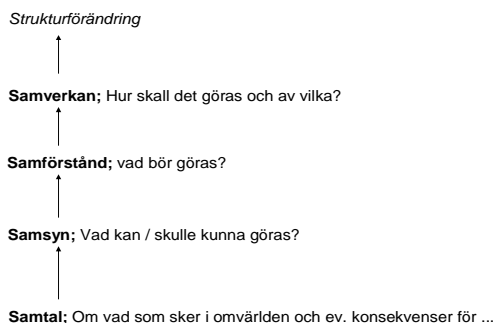 Strukturförändring
Samverkan; Hur skall det göras och av vilka?
Samförstånd; vad bör göras?
Samsyn; Vad kan / skulle kunna göras?
Samtal; Om vad som sker i omvärlden och ev. konsekvenser för ...